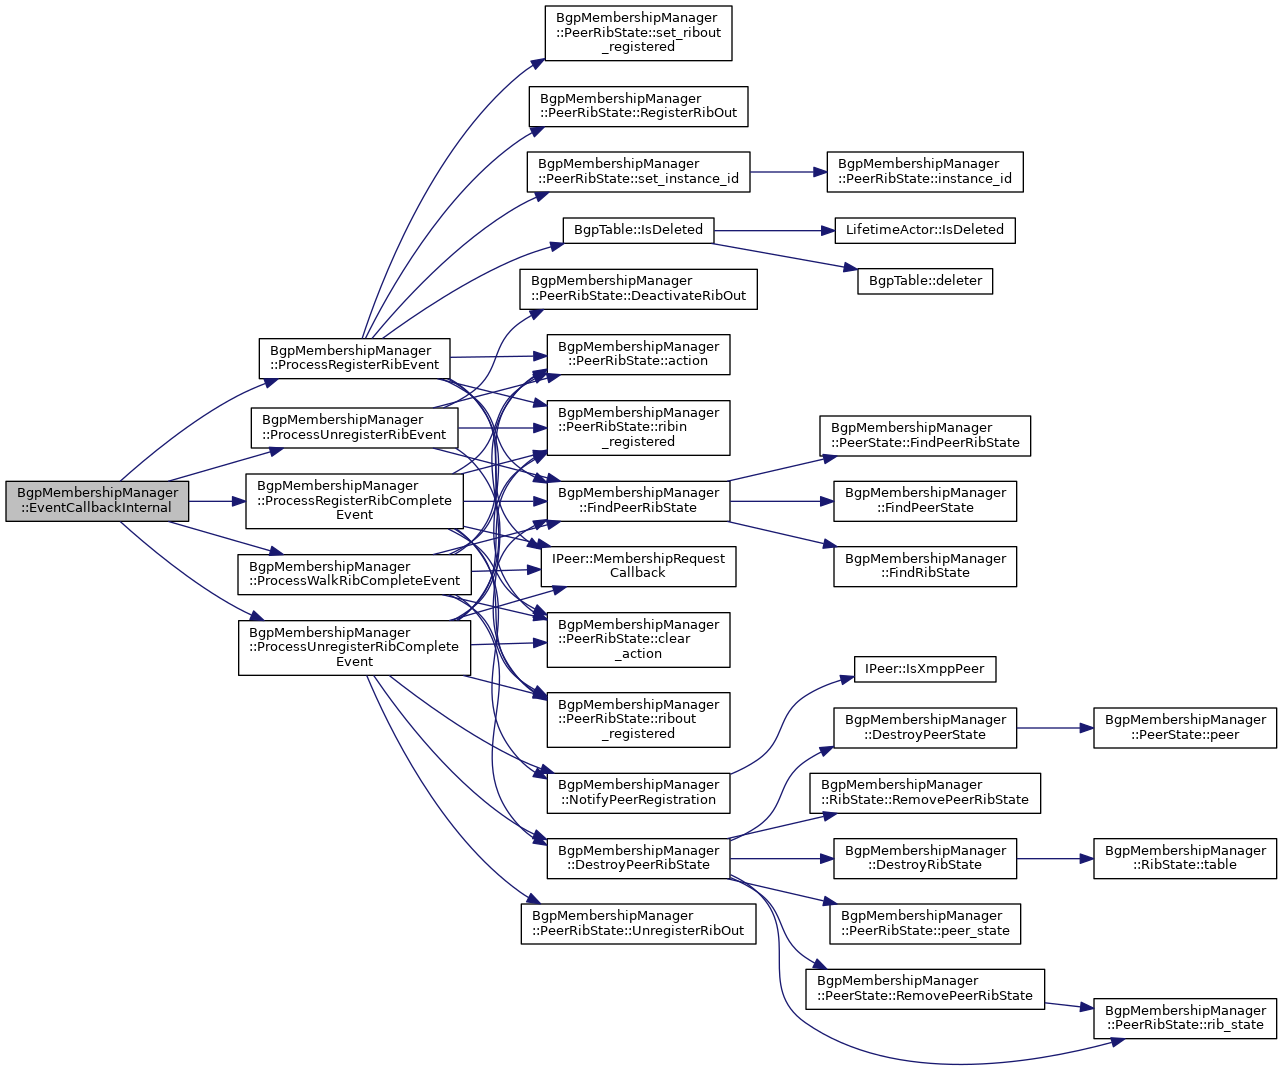 BgpMembershipManager
::EventCallbackInternal
BgpMembershipManager
::ProcessRegisterRibEvent
BgpMembershipManager
::ProcessUnregisterRibEvent
BgpMembershipManager
::ProcessRegisterRibComplete
Event
BgpMembershipManager
::ProcessWalkRibCompleteEvent
BgpMembershipManager
::ProcessUnregisterRibComplete
Event
BgpMembershipManager
::PeerRibState::set_ribout
_registered
BgpMembershipManager
::PeerRibState::RegisterRibOut
BgpMembershipManager
::PeerRibState::set_instance_id
BgpTable::IsDeleted
BgpMembershipManager
::PeerRibState::DeactivateRibOut
BgpMembershipManager
::PeerRibState::action
BgpMembershipManager
::PeerRibState::ribin
_registered
BgpMembershipManager
::FindPeerRibState
IPeer::MembershipRequest
Callback
BgpMembershipManager
::PeerRibState::clear
_action
BgpMembershipManager
::PeerRibState::ribout
_registered
BgpMembershipManager
::NotifyPeerRegistration
BgpMembershipManager
::DestroyPeerRibState
BgpMembershipManager
::PeerRibState::UnregisterRibOut
BgpMembershipManager
::PeerRibState::instance_id
LifetimeActor::IsDeleted
BgpTable::deleter
BgpMembershipManager
::PeerState::FindPeerRibState
BgpMembershipManager
::FindPeerState
BgpMembershipManager
::FindRibState
IPeer::IsXmppPeer
BgpMembershipManager
::DestroyPeerState
BgpMembershipManager
::RibState::RemovePeerRibState
BgpMembershipManager
::DestroyRibState
BgpMembershipManager
::PeerRibState::peer_state
BgpMembershipManager
::PeerState::RemovePeerRibState
BgpMembershipManager
::PeerState::peer
BgpMembershipManager
::RibState::table
BgpMembershipManager
::PeerRibState::rib_state